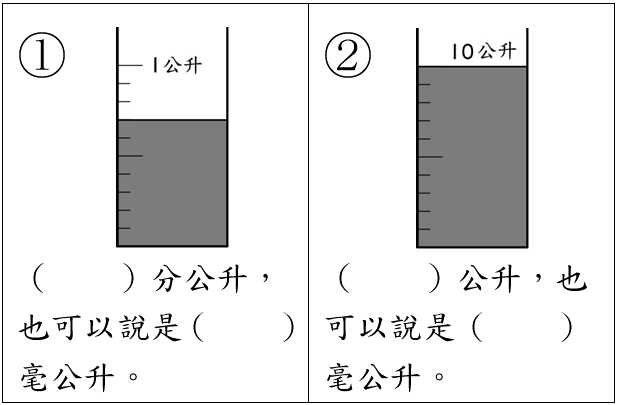 ①
1公升
(　　)分公升，
也可以說是(　　)
毫公升。
②
10公升
(　　)公升，也
可以說是(　　)
毫公升。